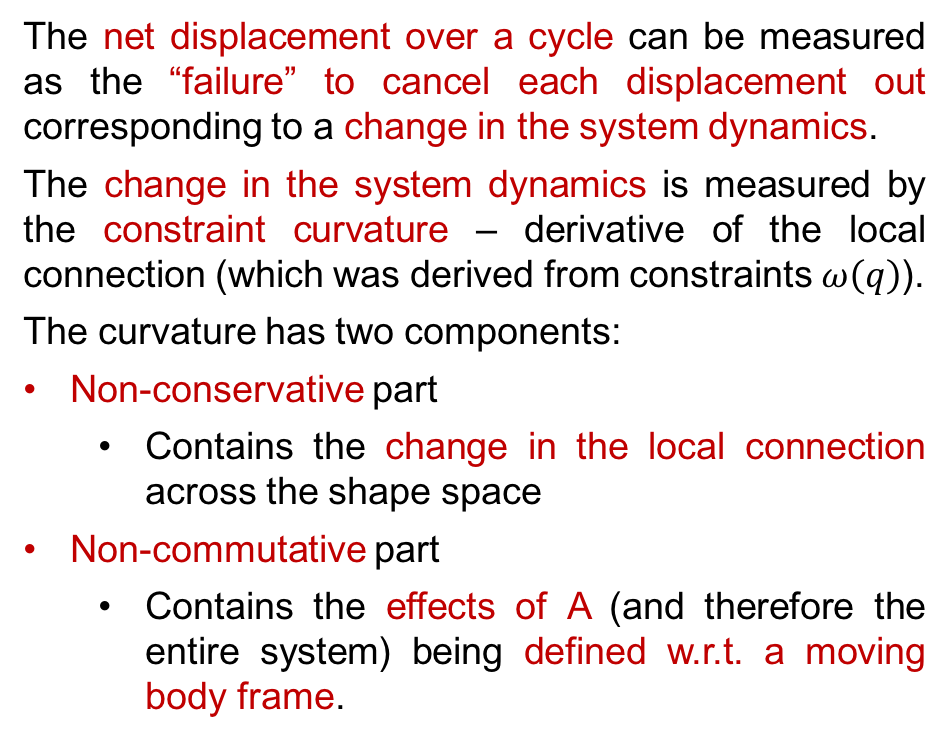 The net displacement over a cycle can be measured
as the “failure” to cancel each displacement out
corresponding to a change in the system dynamics.
The change in the system dynamics is measured by
the constraint curvature – derivative of the local
connection (which was derived from constraints 𝜔(𝑞)).
The curvature has two components:
• Non-conservative part
• Contains the change in the local connection
across the shape space
• Non-commutative part
• Contains the effects of A (and therefore the
entire system) being defined w.r.t. a moving
body frame.